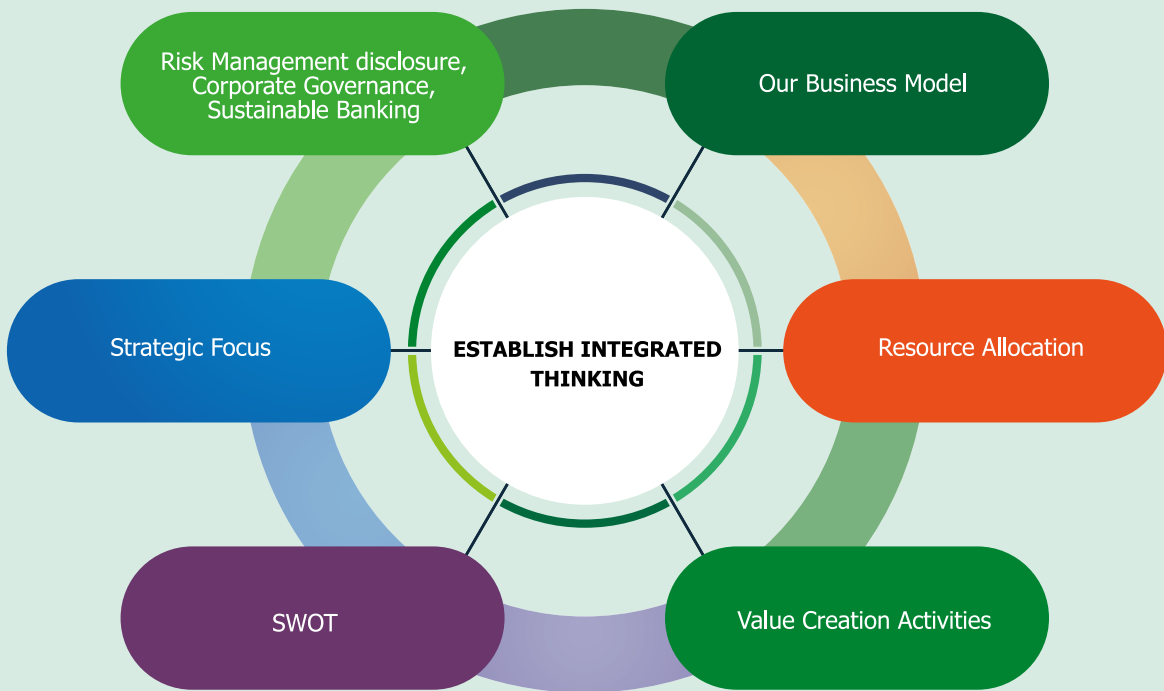 Risk Management disclosure,
Corporate Governance,
Sustainable Banking
Our Business Model
Strategic Focus
ESTABLISH INTEGRATED
THINKING
Resource Allocation
SWOT
Value Creation Activities